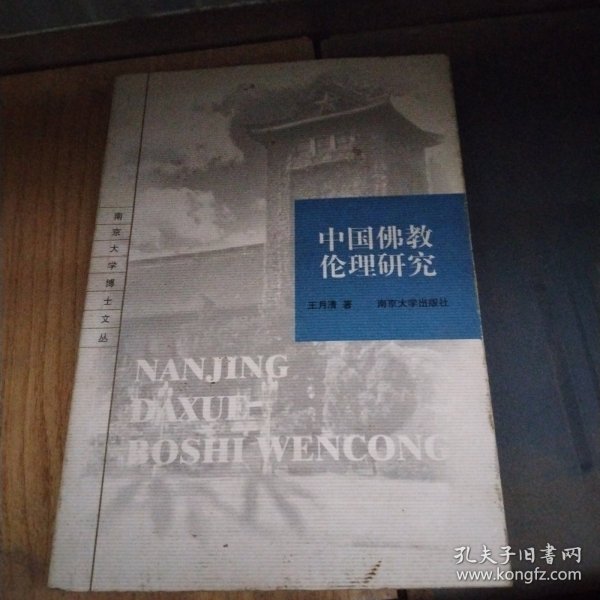 南京大学博士文丛
大
中国佛教
伦理研究
王月清 著 南京大学出版社
NANJING
DAXUE
BOSHI WENCONG
孔夫子旧书网
www.kongfz.com